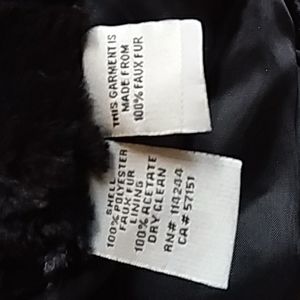 THIS GARMENT IS
MADE FROM
100% FAUX FUR
SHELL
100% POLYESTER
FAUX FUR
LINING
100% ACETATE
DRY CLEAN
RN# 114244
CA# 57151